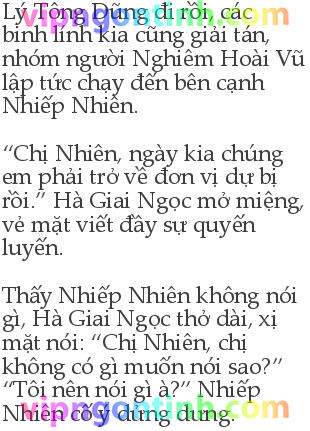 Lý Tông Dũng đi rồi, các
binh lính kia cũng giải tán,
nhóm người Nghiêm Hoài Vũ
lập tức chạy đến bên cạnh
Nhiếp Nhiên.
“Chị Nhiên, ngày kia chúng
em phải trở về đơn vị dự bị
rồi.” Hà Giai Ngọc mở miệng,
vẻ mặt viết đầy sự quyến
luyến.
Thấy Nhiếp Nhiên không nói
gì, Hà Giai Ngọc thở dài, xị
mặt nói: “Chị Nhiên, chị
không có gì muốn nói sao?”
“Tôi nên nói gì à?” Nhiếp
Nhiên cố ý dửng dưng.
vipngontinh.com
vipngontinh.com